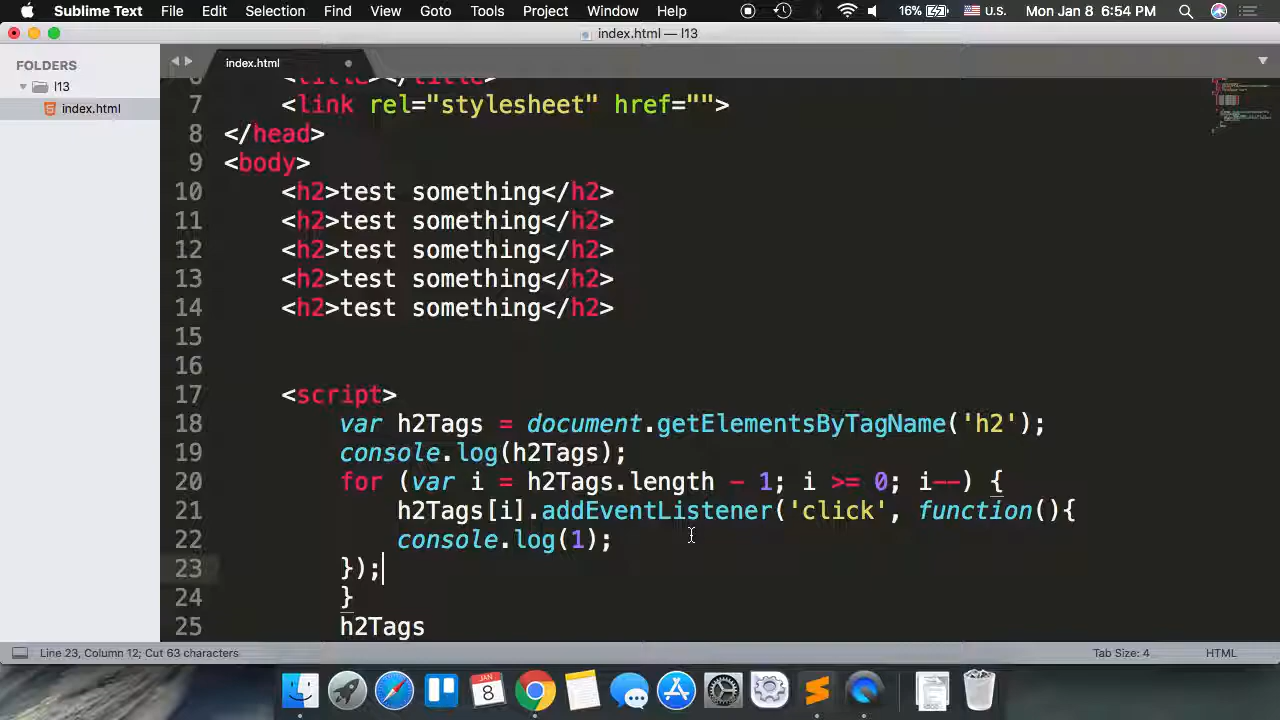 Sublime Text File Edit Selection Find View Goto Tools Project Window Help 16% U.S. Mon Jan 8 6:54 PM
index.html — l13
FOLDERS
l13
index.html
index.html
6 <title></title>
7 <link rel="stylesheet" href="">
8 </head>
9 <body>
10 <h2>test something</h2>
11 <h2>test something</h2>
12 <h2>test something</h2>
13 <h2>test something</h2>
14 <h2>test something</h2>
15
16
17 <script>
18 var h2Tags = document.getElementsByTagName('h2');
19 console.log(h2Tags);
20 for (var i = h2Tags.length - 1; i >= 0; i--) {
21 h2Tags[i].addEventListener('click', function(){
22 console.log(1);
23 });
24 }
25 h2Tags
Line 23, Column 12; Cut 63 characters Tab Size: 4 HTML
JAN
8